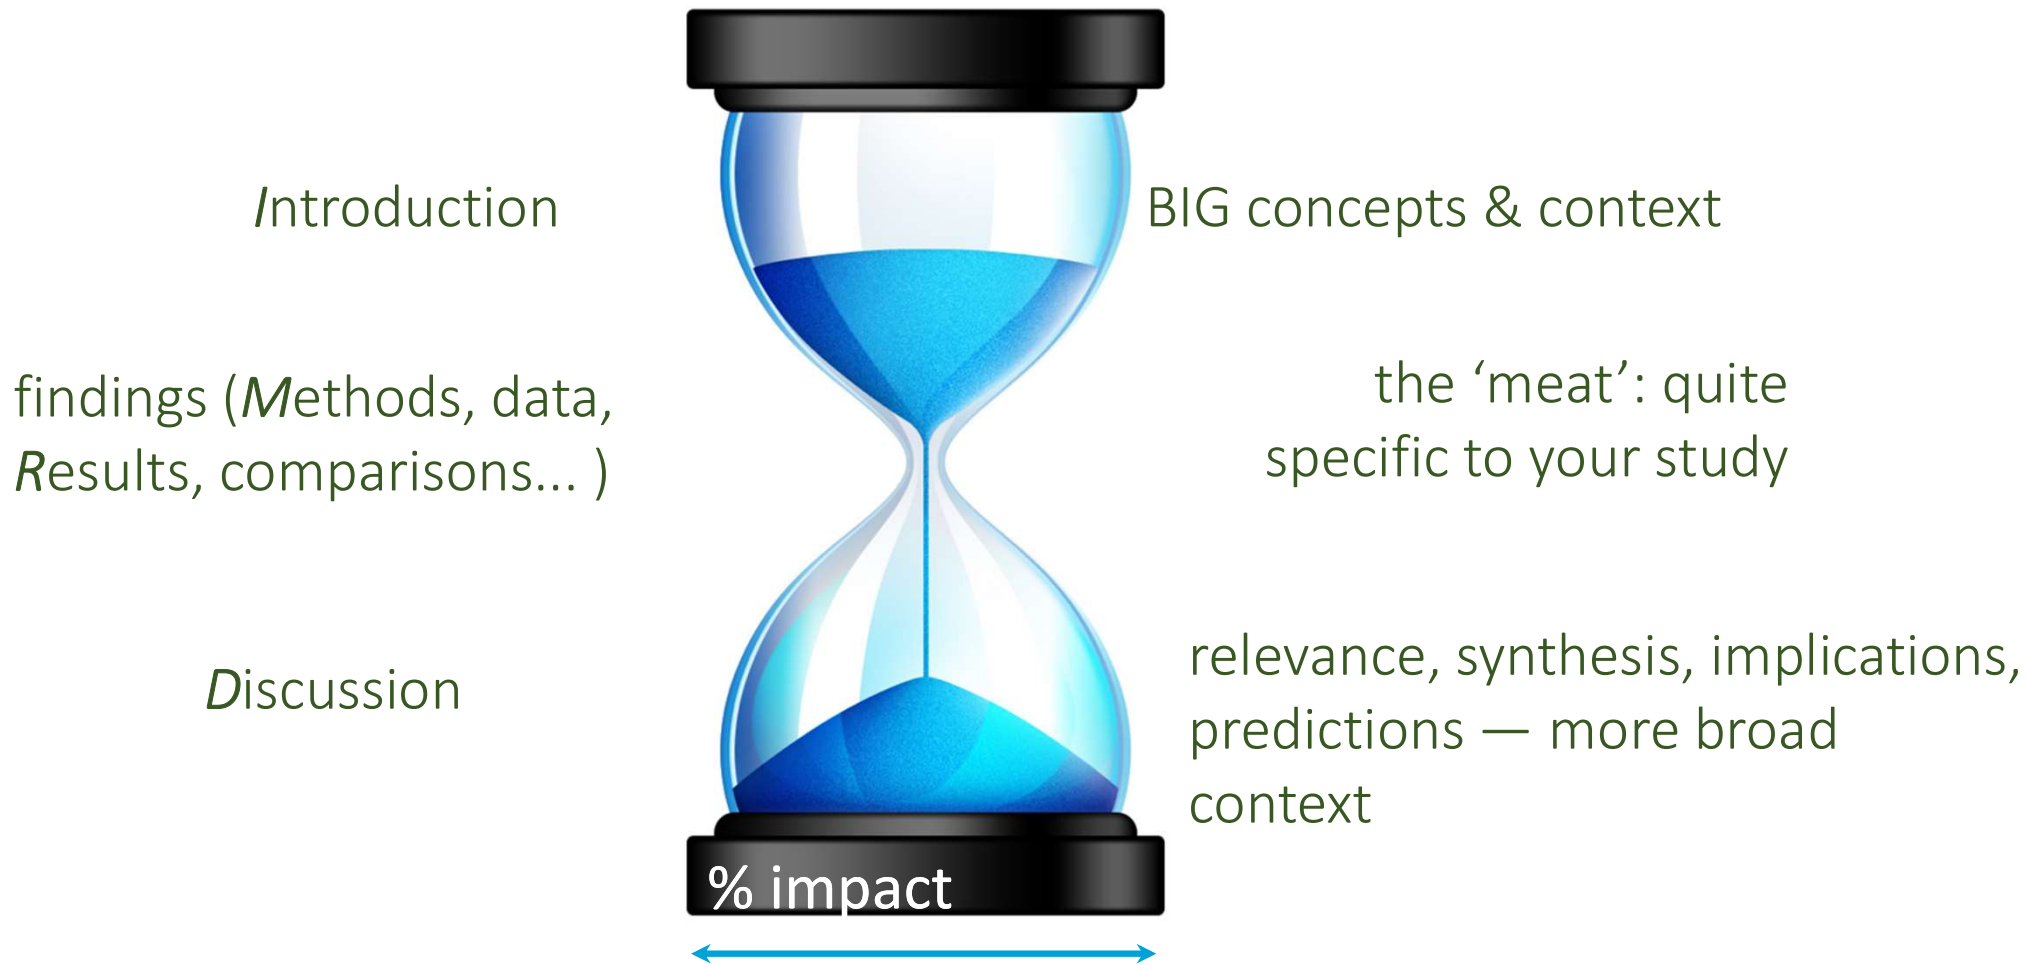 Introduction
BIG concepts & context
findings (Methods, data,
Results, comparisons... )
the ‘meat’: quite
specific to your study
Discussion
relevance, synthesis, implications,
predictions — more broad
context
% impact